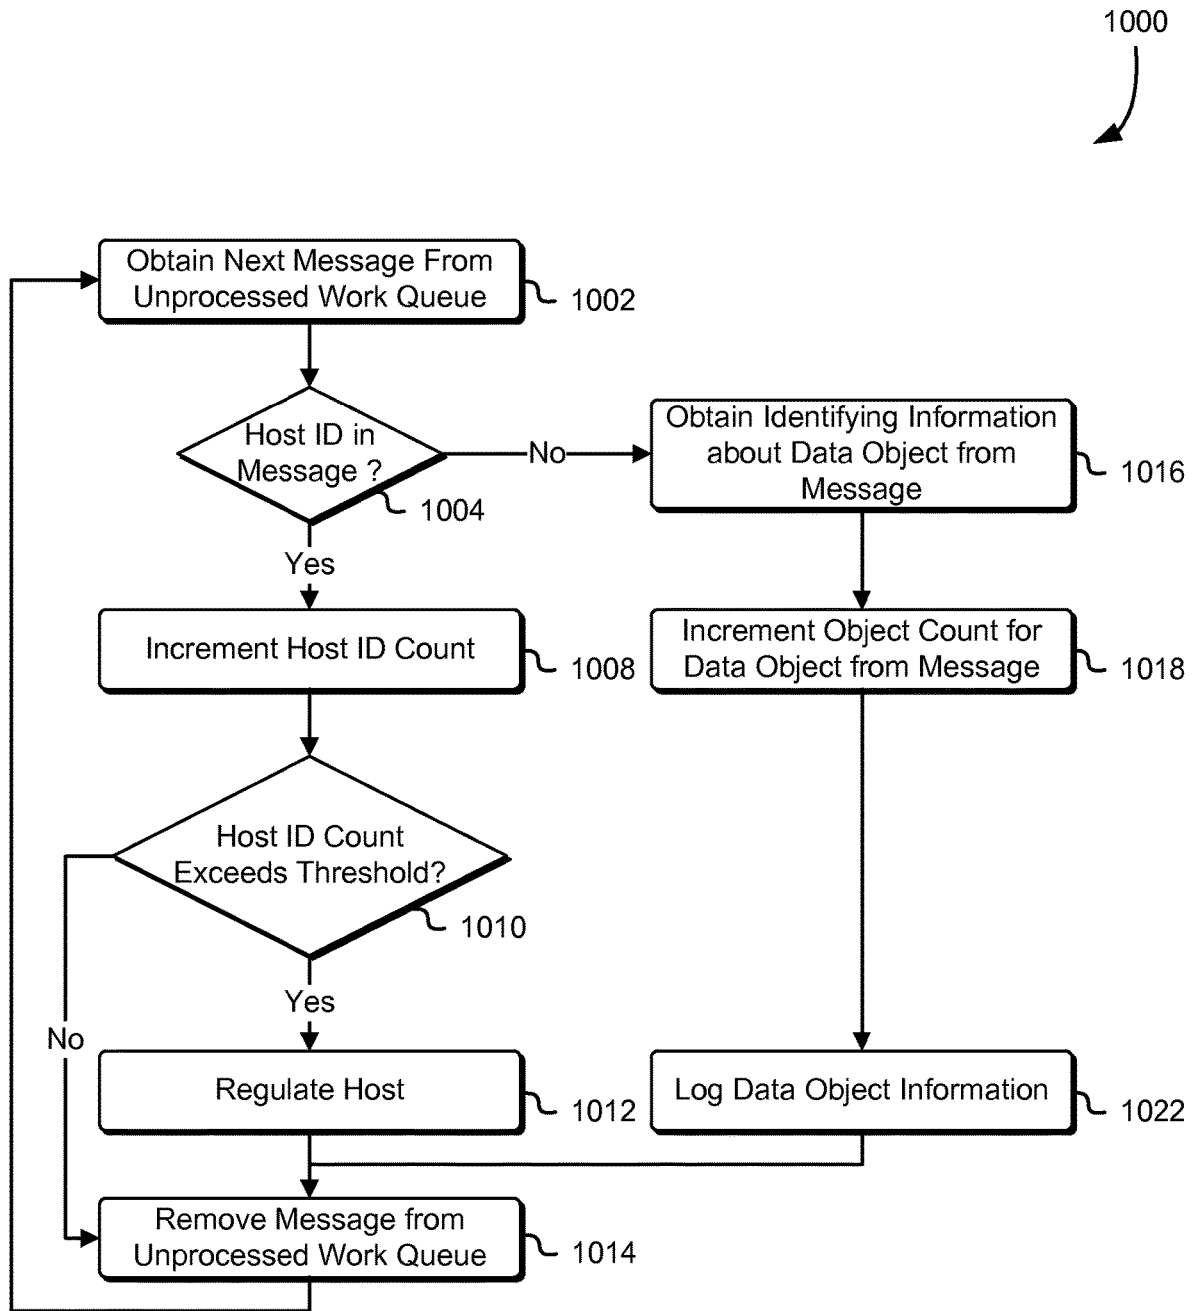 1000
Obtain Next Message From
Unprocessed Work Queue
1002
Host ID in
Message ?
1004
No
Obtain Identifying Information
about Data Object from
Message
1016
Yes
Increment Host ID Count
1008
Increment Object Count for
Data Object from Message
1018
Host ID Count
Exceeds Threshold?
1010
Yes
No
Regulate Host
1012
Log Data Object Information
1022
Remove Message from
Unprocessed Work Queue
1014